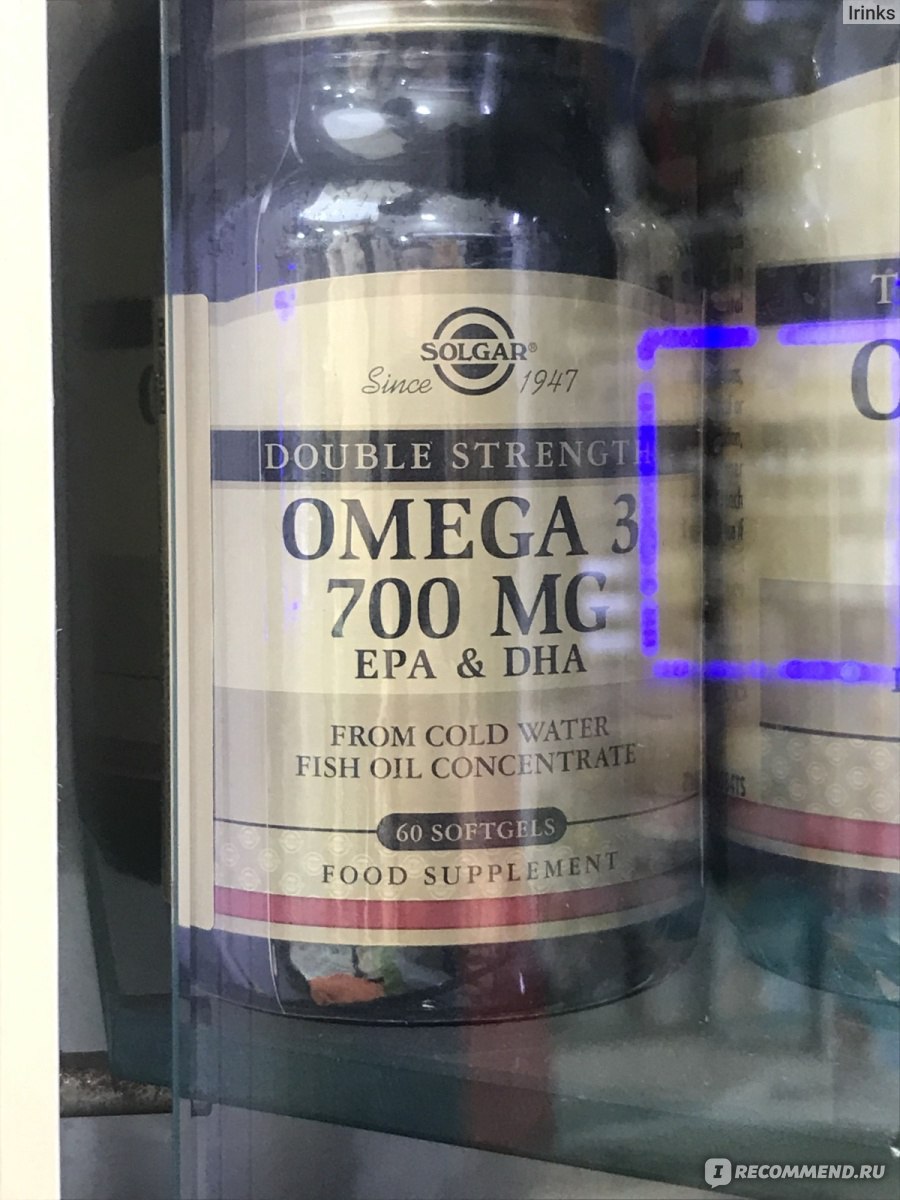 Irinks
SOLGAR®
Since 1947
DOUBLE STRENGTH
OMEGA 3
700 MG
EPA & DHA
FROM COLD WATER
FISH OIL CONCENTRATE
60 SOFTGELS
FOOD SUPPLEMENT
IRECOMMEND.RU